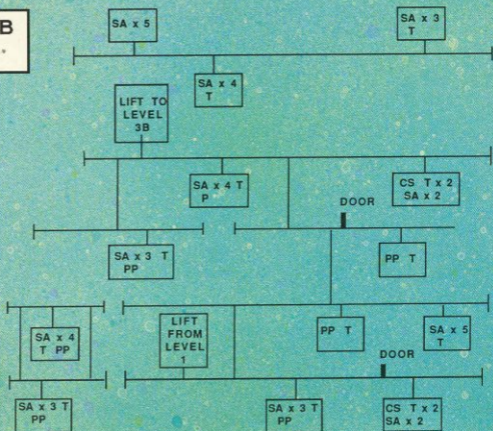 B
SA x 5
SA x 3
T
SA x 4
T
LIFT TO
LEVEL
3B
SA x 4 T
P
CS T x 2
SA x 2
DOOR
SA x 3 T
PP
PP T
SA x 4
T PP
LIFT
FROM
LEVEL
1
PP T
SA x 5
T
DOOR
SA x 3 T
PP
SA x 3 T
PP
CS T x 2
SA x 2